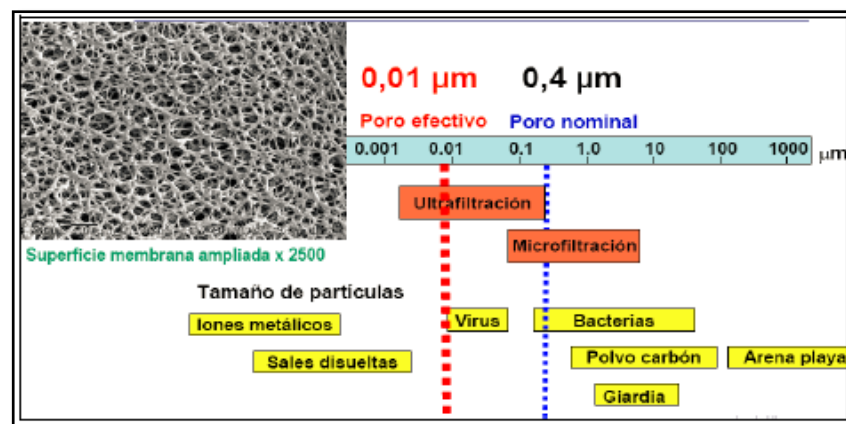 0,01 µm
0,4 µm
Poro efectivo
Poro nominal
0.001 0.01 0.1 1.0 10 100 1000 µm
Ultrafiltración
Microfiltración
Superficie membrana ampliada x 2500
Tamaño de particulas
Iones metálicos
Virus
Bacterias
Sales disueltas
Polvo carbón
Arena playa
Giardia